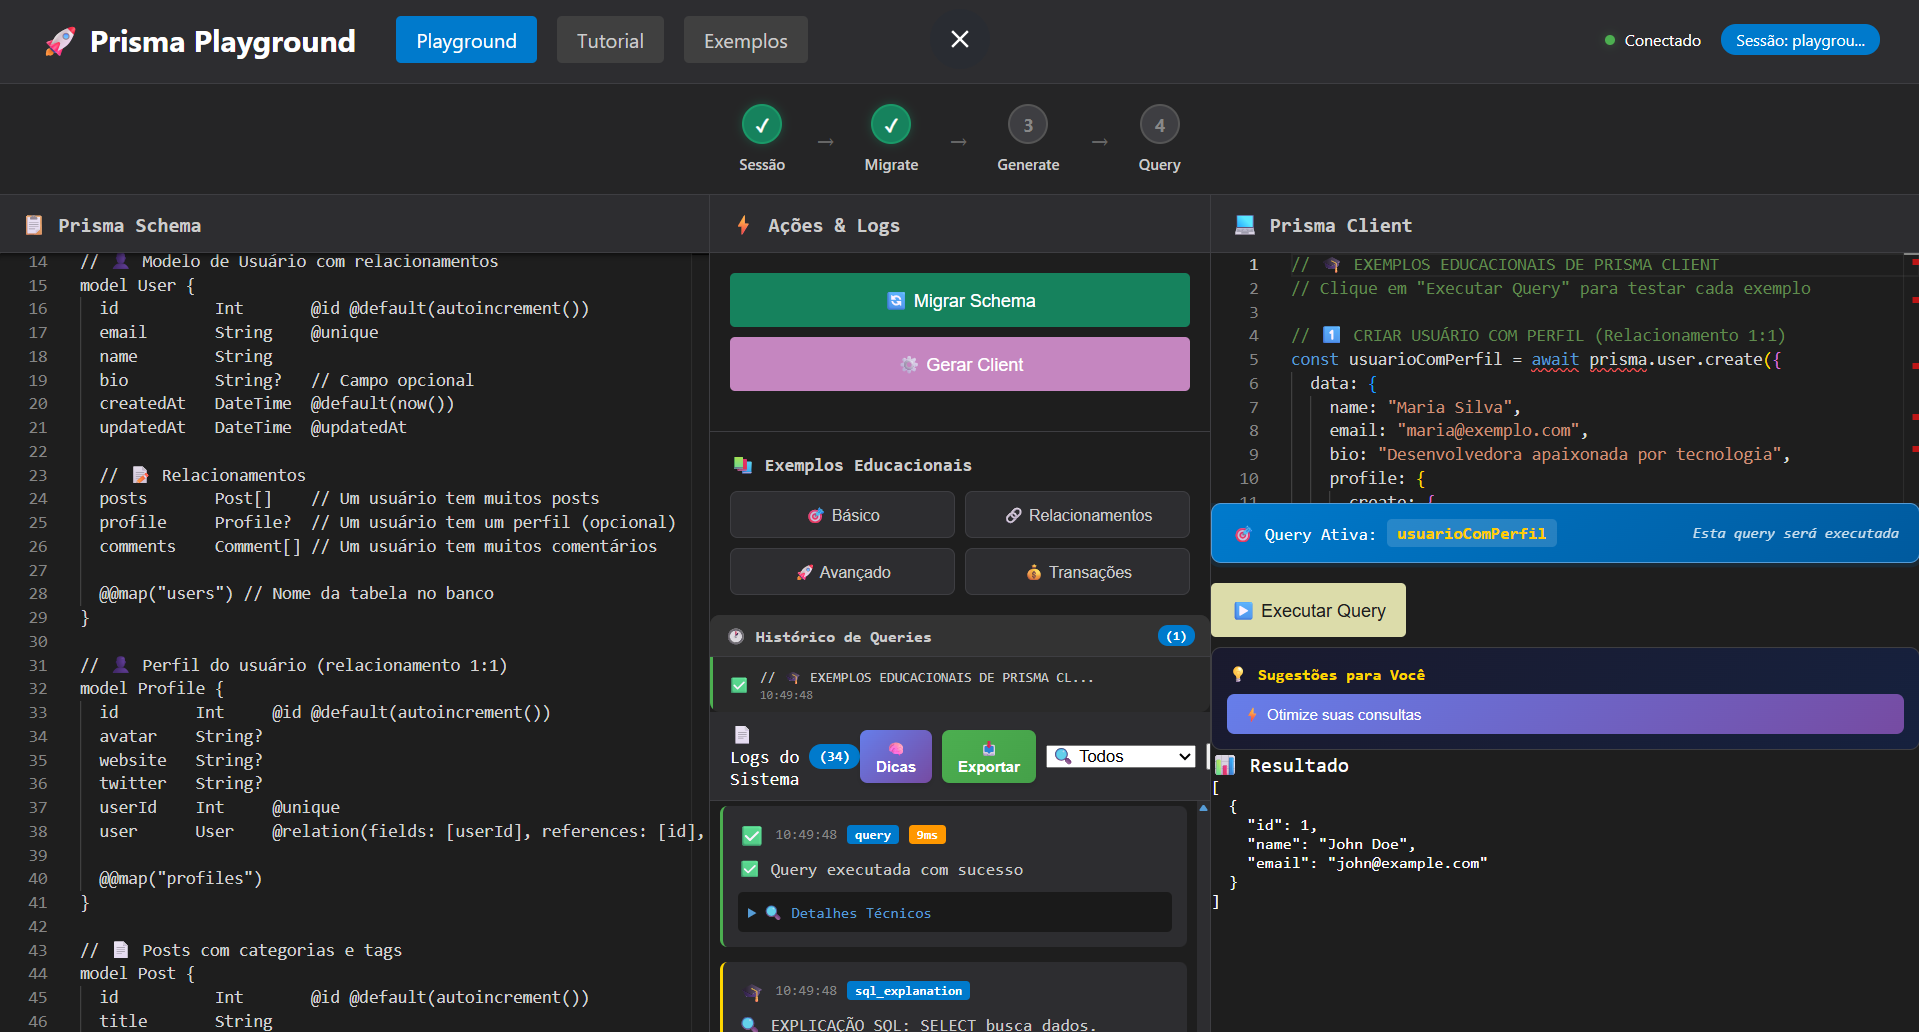 Prisma Playground
Playground
Tutorial
Exemplos
Conectado
Sessão: playgrou...
✓ → ✓ → 3 → 4
Sessão Migrate Generate Query
Prisma Schema
14 // Modelo de Usuário com relacionamentos
15 model User {
16 id Int @id @default(autoincrement())
17 email String @unique
18 name String
19 bio String? // Campo opcional
20 createdAt DateTime @default(now())
21 updatedAt DateTime @updatedAt
22
23 // Relacionamentos
24 posts Post[] // Um usuário tem muitos posts
25 profile Profile? // Um usuário tem um perfil (opcional)
26 comments Comment[] // Um usuário tem muitos comentários
27
28 @@map("users") // Nome da tabela no banco
29 }
30
31 // Perfil do usuário (relacionamento 1:1)
32 model Profile {
33 id Int @id @default(autoincrement())
34 avatar String?
35 website String?
36 twitter String?
37 userId Int @unique
38 user User @relation(fields: [userId], references: [id],
39
40 @@map("profiles")
41 }
42
43 // Posts com categorias e tags
44 model Post {
45 id Int @id @default(autoincrement())
46 title String
Ações & Logs
Migrar Schema
Gerar Client
Exemplos Educacionais
Básico
Relacionamentos
Avançado
Transações
Histórico de Queries (1)
// EXEMPLOS EDUCACIONAIS DE PRISMA CL...
10:49:48
Logs do
Sistema
(34)
Dicas
Exportar
Todos
10:49:48 query 9ms
Query executada com sucesso
Detalhes Técnicos
10:49:48 sql_explanation
EXPLICAÇÃO SQL: SELECT busca dados.
Prisma Client
1 // EXEMPLOS EDUCACIONAIS DE PRISMA CLIENT
2 // Clique em "Executar Query" para testar cada exemplo
3
4 // 1 CRIAR USUÁRIO COM PERFIL (Relacionamento 1:1)
5 const usuarioComPerfil = await prisma.user.create({
6 data: {
7 name: "Maria Silva",
8 email: "maria@exemplo.com",
9 bio: "Desenvolvedora apaixonada por tecnologia",
10 profile: {
11 create: {
Query Ativa: usuarioComPerfil Esta query será executada
Executar Query
Sugestões para Você
Otimize suas consultas
Resultado
[
{
"id": 1,
"name": "John Doe",
"email": "john@example.com"
}
]